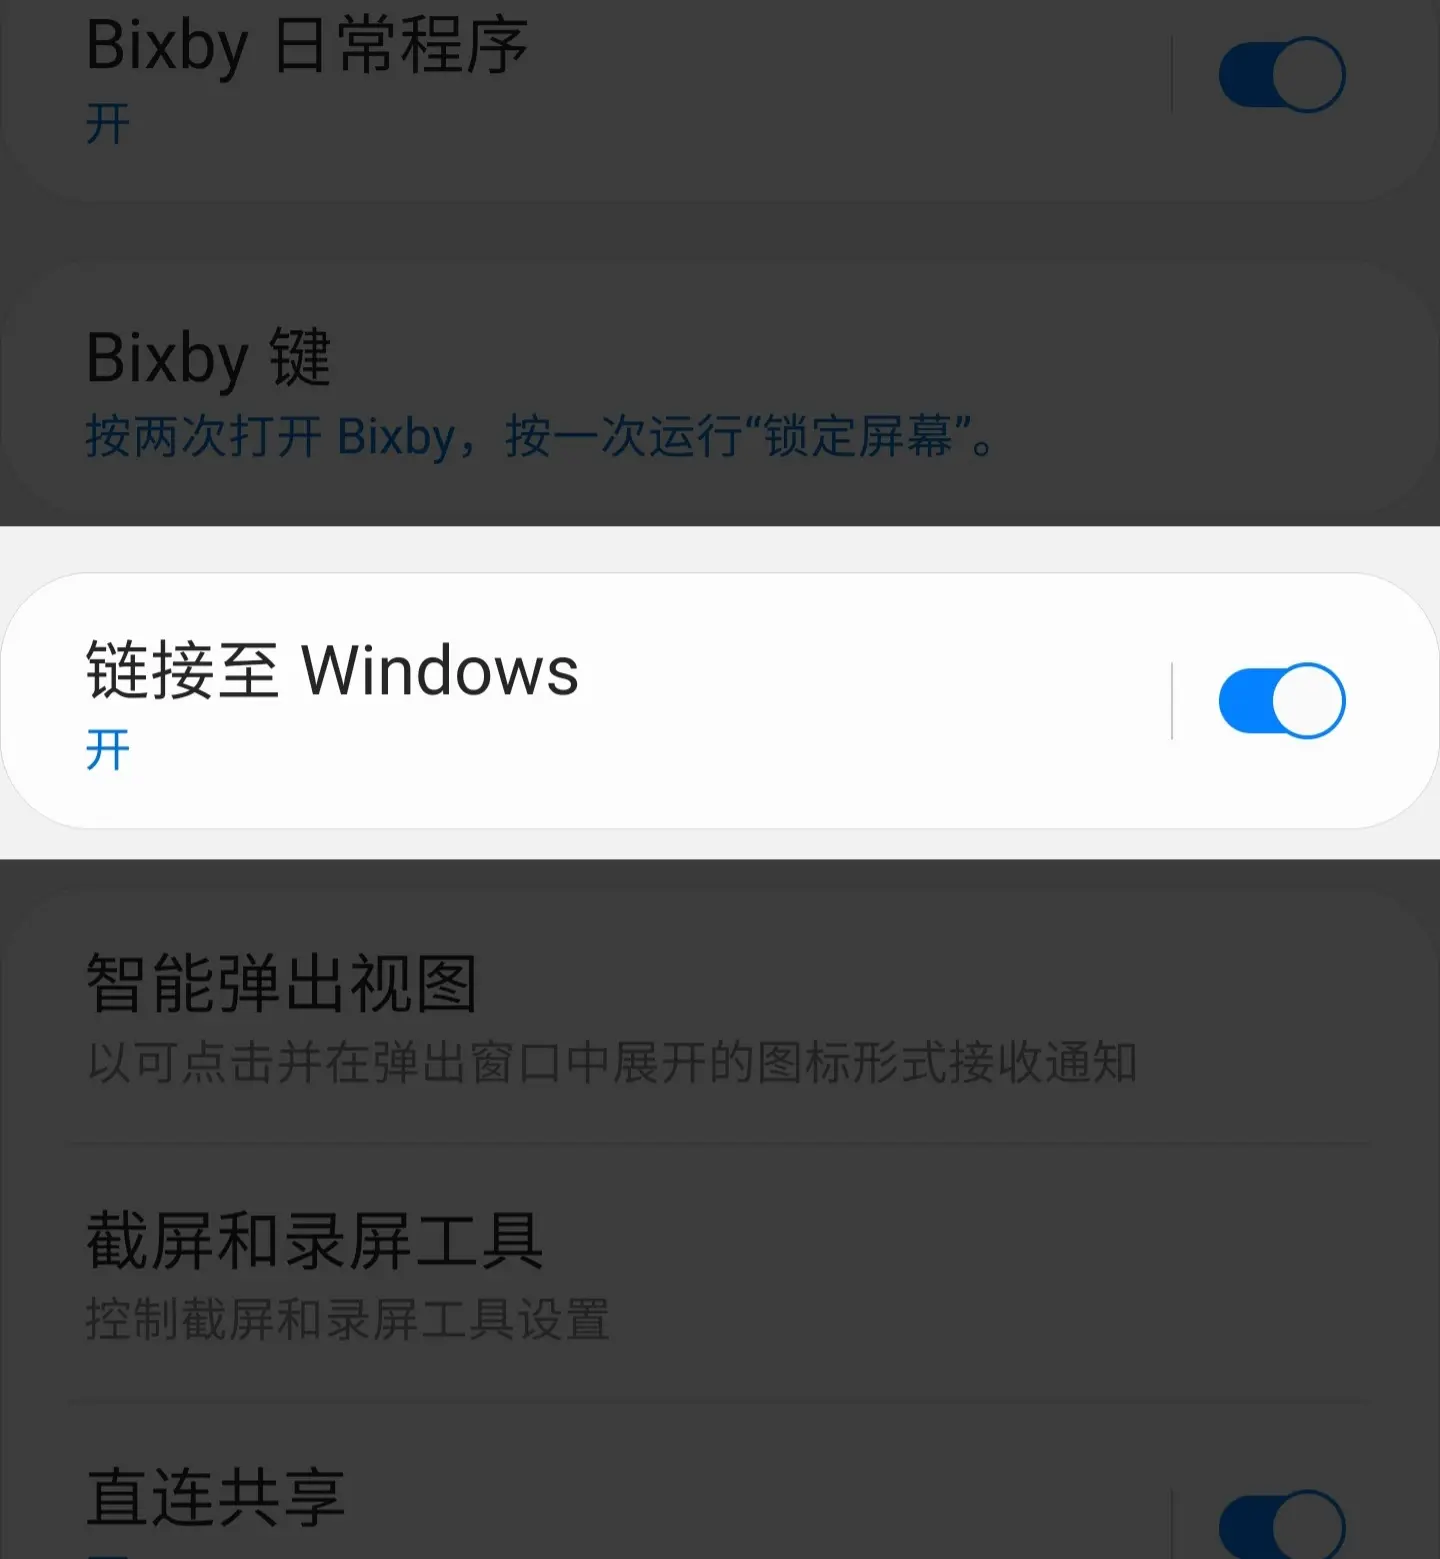 Bixby 日常程序
开
Bixby 键
按两次打开 Bixby，按一次运行“锁定屏幕”。
链接至 Windows
开
智能弹出视图
以可点击并在弹出窗口中展开的图标形式接收通知
截屏和录屏工具
控制截屏和录屏工具设置
直连共享